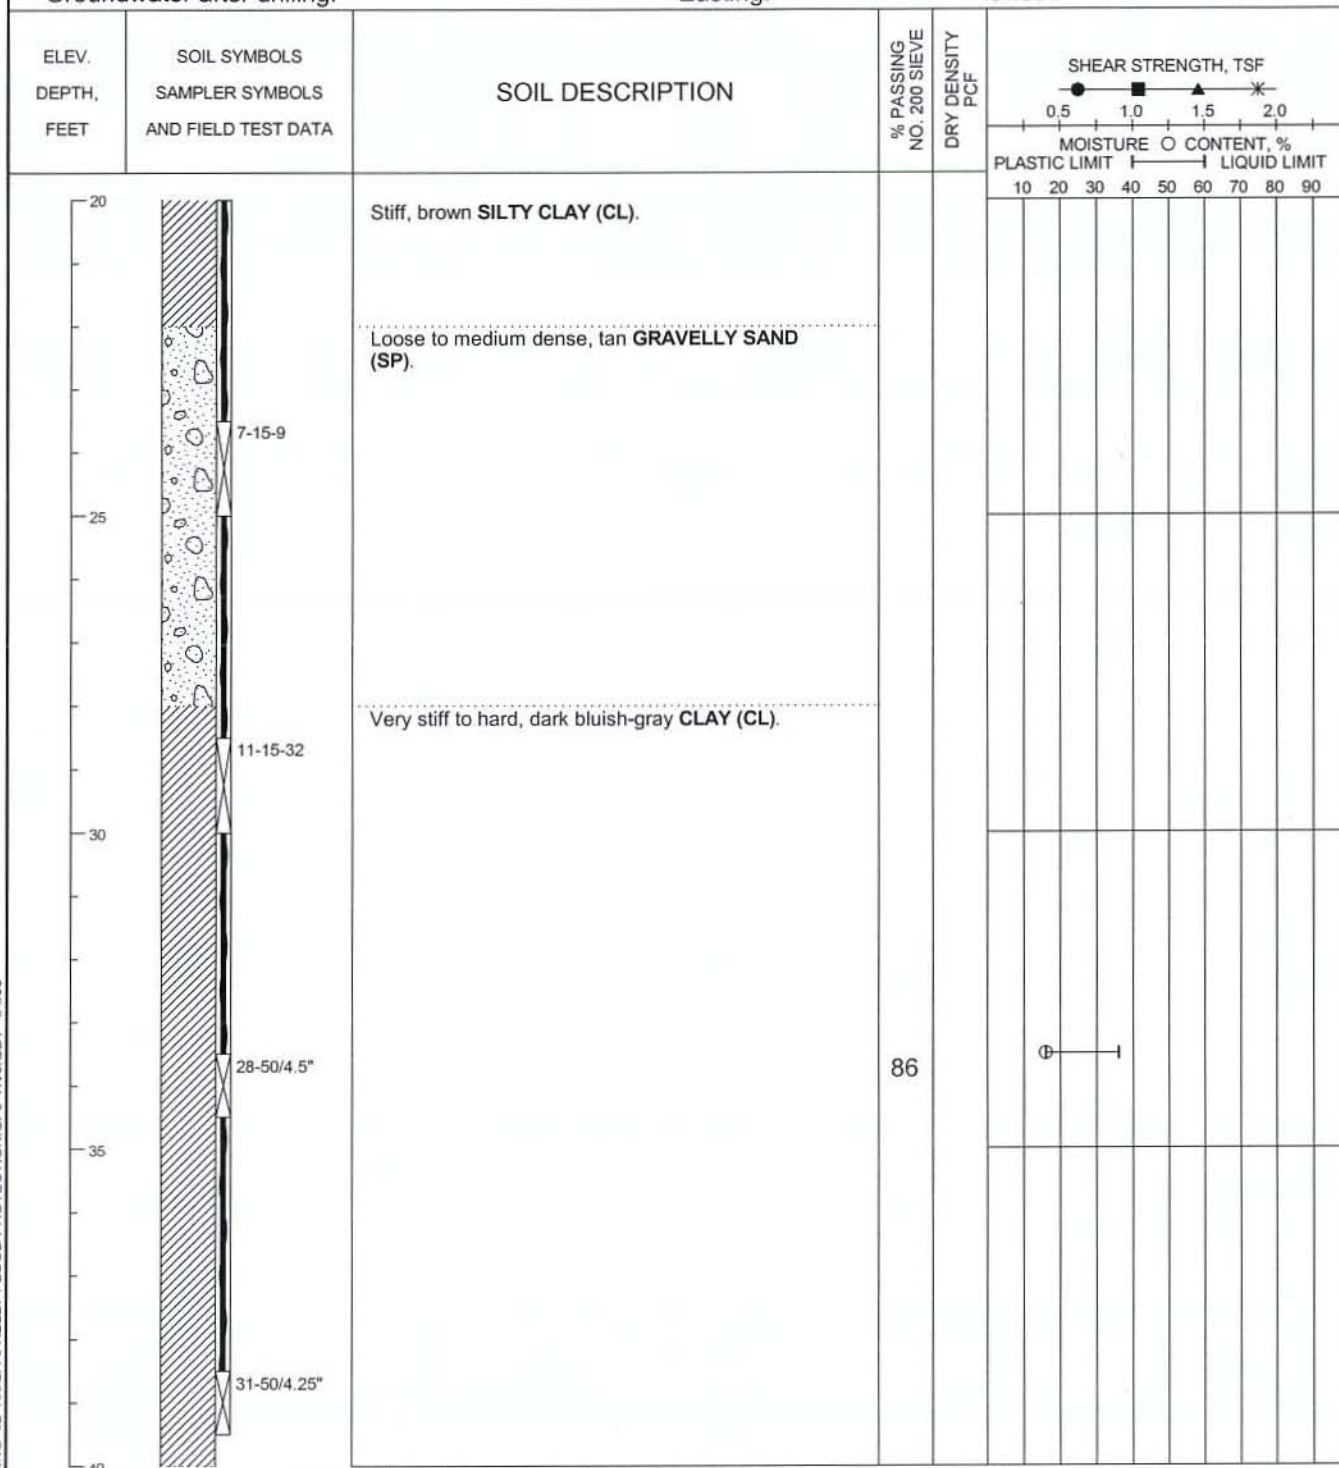 ELEV.
DEPTH,
FEET
SOIL SYMBOLS
SAMPLER SYMBOLS
AND FIELD TEST DATA
SOIL DESCRIPTION
% PASSING
NO. 200 SIEVE
DRY DENSITY
PCF
SHEAR STRENGTH, TSF
0.5 1.0 1.5 2.0
MOISTURE O CONTENT, %
PLASTIC LIMIT LIQUID LIMIT
10 20 30 40 50 60 70 80 90
20
Stiff, brown SILTY CLAY (CL).
Loose to medium dense, tan GRAVELLY SAND
(SP).
7-15-9
25
Very stiff to hard, dark bluish-gray CLAY (CL).
11-15-32
30
28-50/4.5"
86
35
31-50/4.25"